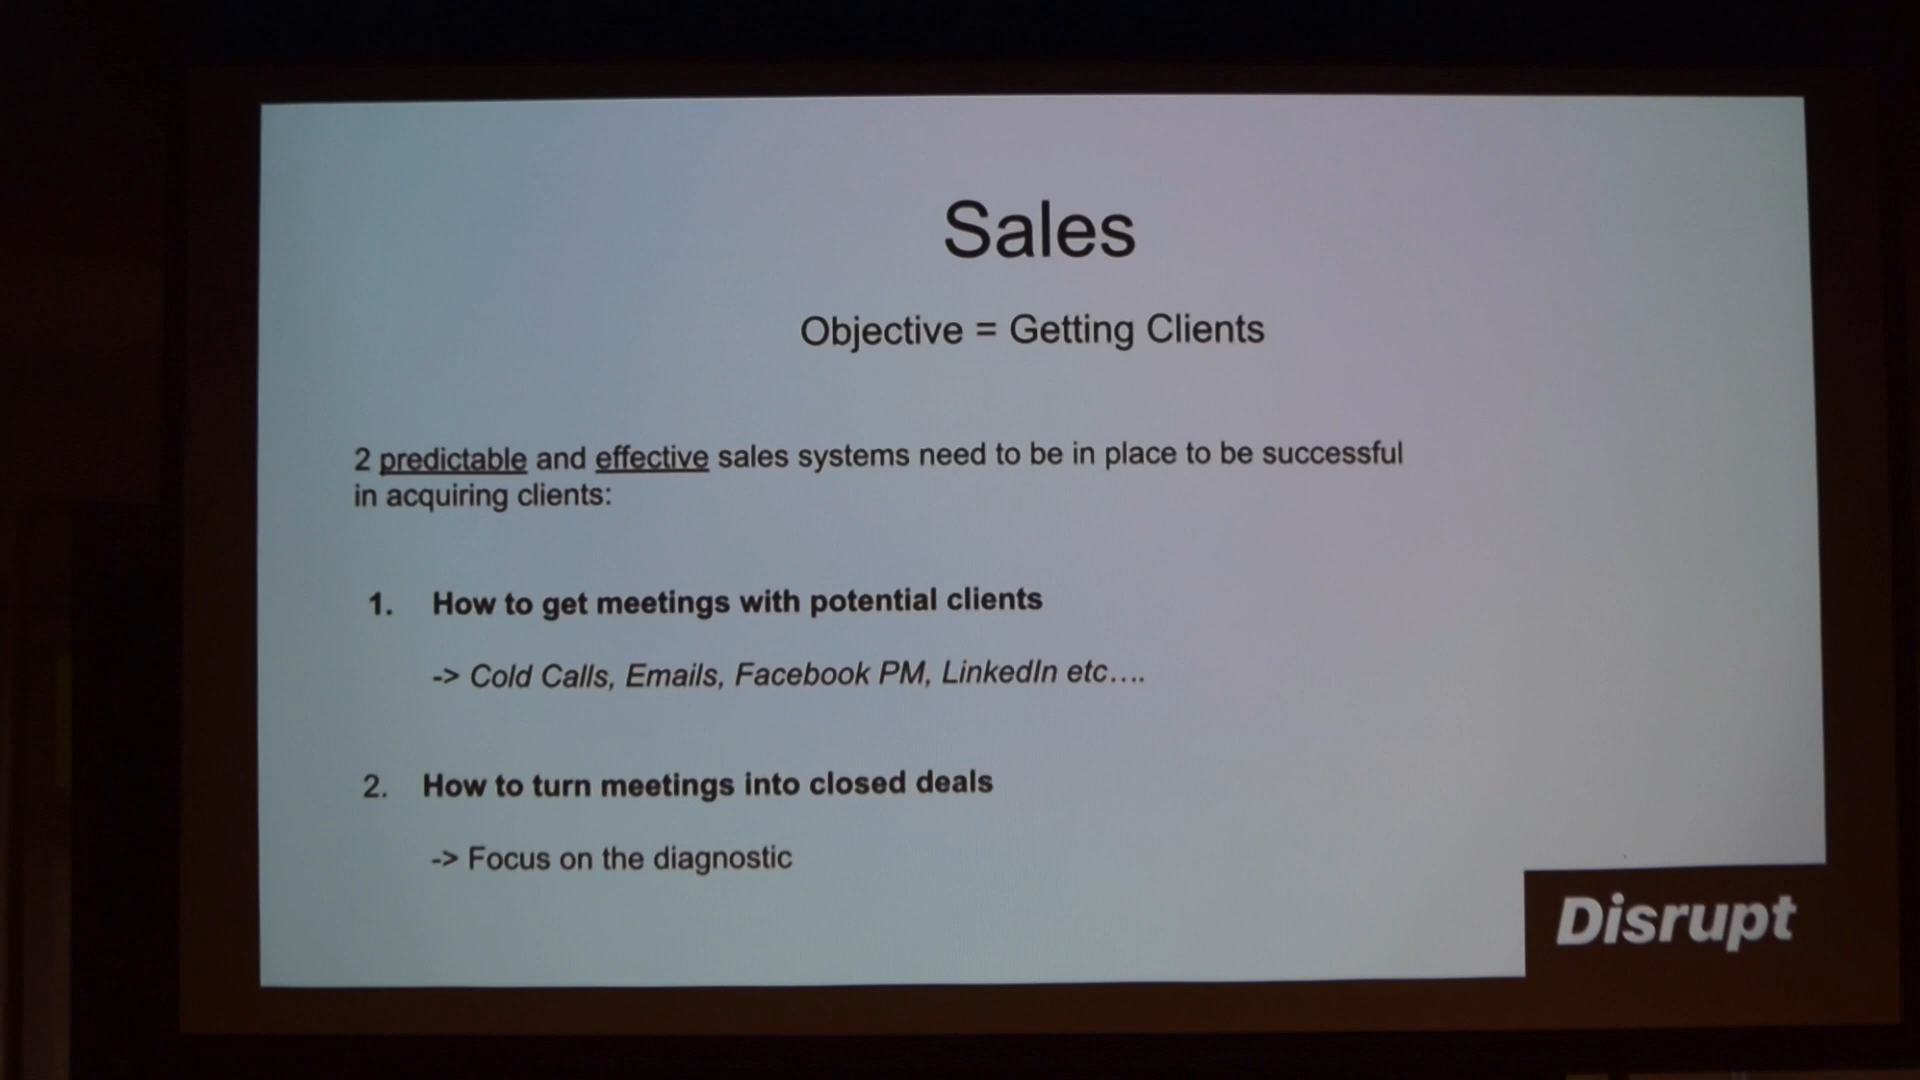 Sales
Objective = Getting Clients
2 predictable and effective sales systems need to be in place to be successful
in acquiring clients:
1. How to get meetings with potential clients
-> Cold Calls, Emails, Facebook PM, LinkedIn etc....
2. How to turn meetings into closed deals
-> Focus on the diagnostic
Disrupt